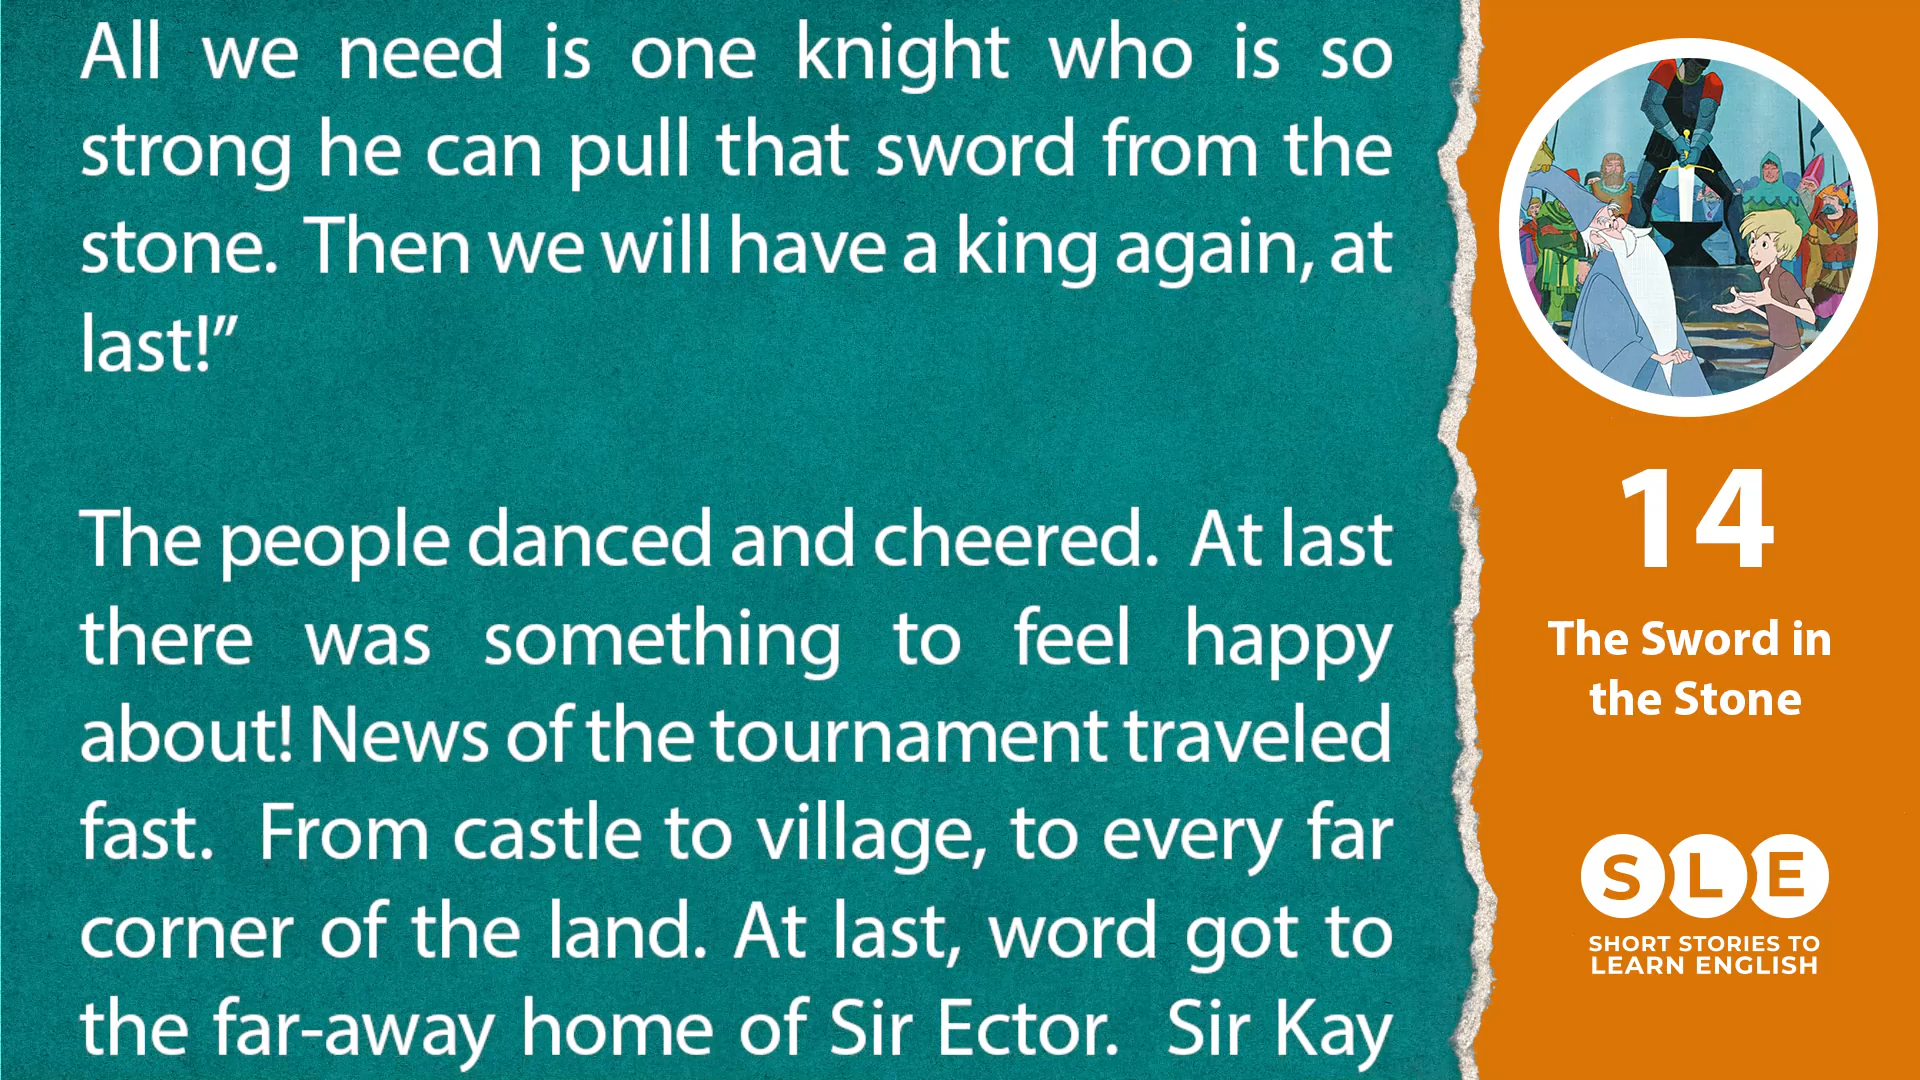 All we need is one knight who is so
strong he can pull that sword from the
stone. Then we will have a king again, at
last!”
The people danced and cheered. At last
there was something to feel happy
about! News of the tournament traveled
fast. From castle to village, to every far
corner of the land. At last, word got to
the far-away home of Sir Ector. Sir Kay
14
The Sword in
the Stone
SLE
SHORT STORIES TO
LEARN ENGLISH